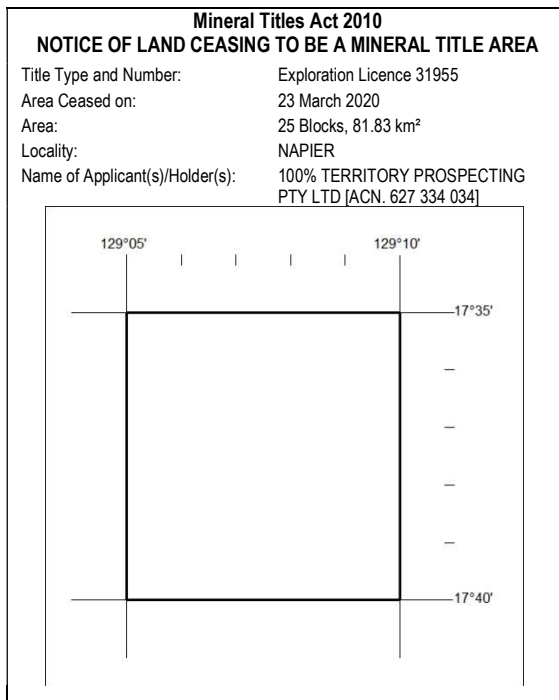 Mineral Titles Act 2010
NOTICE OF LAND CEASING TO BE A MINERAL TITLE AREA
Title Type and Number: Exploration Licence 31955
Area Ceased on: 23 March 2020
Area: 25 Blocks, 81.83 km²
Locality: NAPIER
Name of Applicant(s)/Holder(s): 100% TERRITORY PROSPECTING
PTY LTD [ACN. 627 334 034]
129°05' 129°10'
17°35'
17°40'